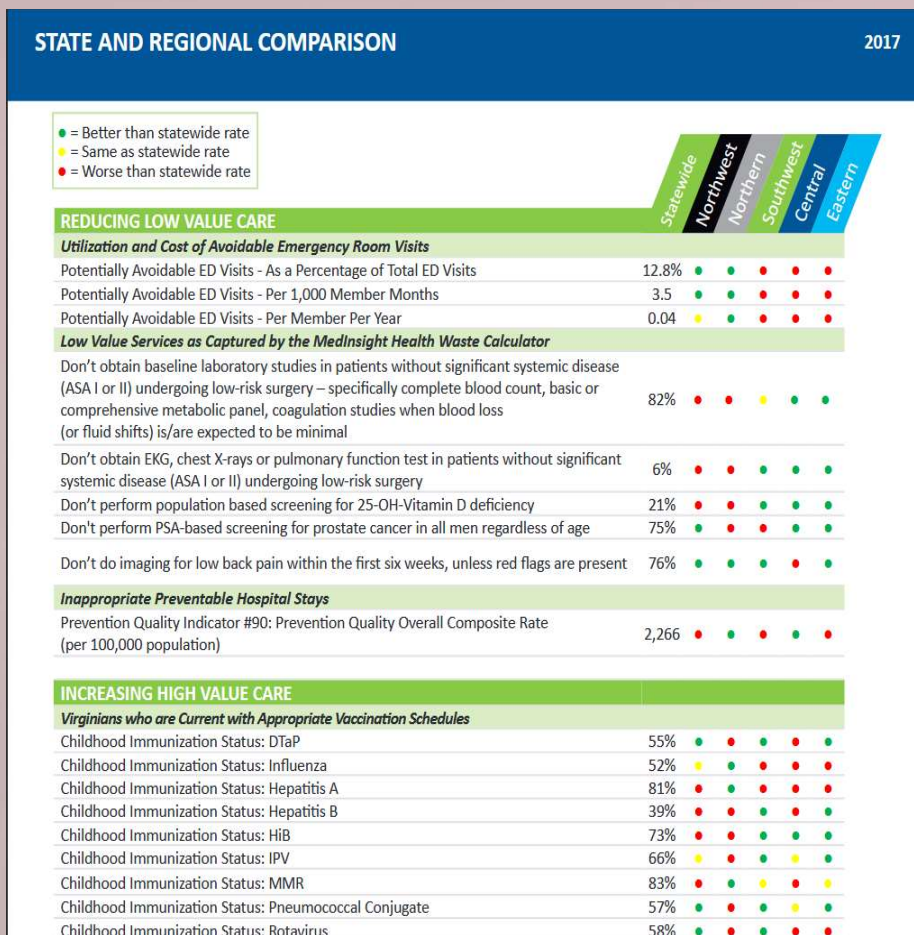 STATE AND REGIONAL COMPARISON
2017
= Better than statewide rate
= Same as statewide rate
= Worse than statewide rate
Statewide
Northwest
Northern
Southwest
Central
Eastern
REDUCING LOW VALUE CARE
Utilization and Cost of Avoidable Emergency Room Visits
Potentially Avoidable ED Visits - As a Percentage of Total ED Visits 12.8%
Potentially Avoidable ED Visits - Per 1,000 Member Months 3.5
Potentially Avoidable ED Visits - Per Member Per Year 0.04
Low Value Services as Captured by the MedInsight Health Waste Calculator
Don’t obtain baseline laboratory studies in patients without significant systemic disease
(ASA I or II) undergoing low-risk surgery – specifically complete blood count, basic or
comprehensive metabolic panel, coagulation studies when blood loss
(or fluid shifts) is/are expected to be minimal
82%
Don’t obtain EKG, chest X-rays or pulmonary function test in patients without significant
systemic disease (ASA I or II) undergoing low-risk surgery
6%
Don’t perform population based screening for 25-OH-Vitamin D deficiency 21%
Don't perform PSA-based screening for prostate cancer in all men regardless of age 75%
Don’t do imaging for low back pain within the first six weeks, unless red flags are present 76%
Inappropriate Preventable Hospital Stays
Prevention Quality Indicator #90: Prevention Quality Overall Composite Rate
(per 100,000 population)
2,266
INCREASING HIGH VALUE CARE
Virginians who are Current with Appropriate Vaccination Schedules
Childhood Immunization Status: DTaP 55%
Childhood Immunization Status: Influenza 52%
Childhood Immunization Status: Hepatitis A 81%
Childhood Immunization Status: Hepatitis B 39%
Childhood Immunization Status: HiB 73%
Childhood Immunization Status: IPV 66%
Childhood Immunization Status: MMR 83%
Childhood Immunization Status: Pneumococcal Conjugate 57%
Childhood Immunization Status: Rotavirus 58%